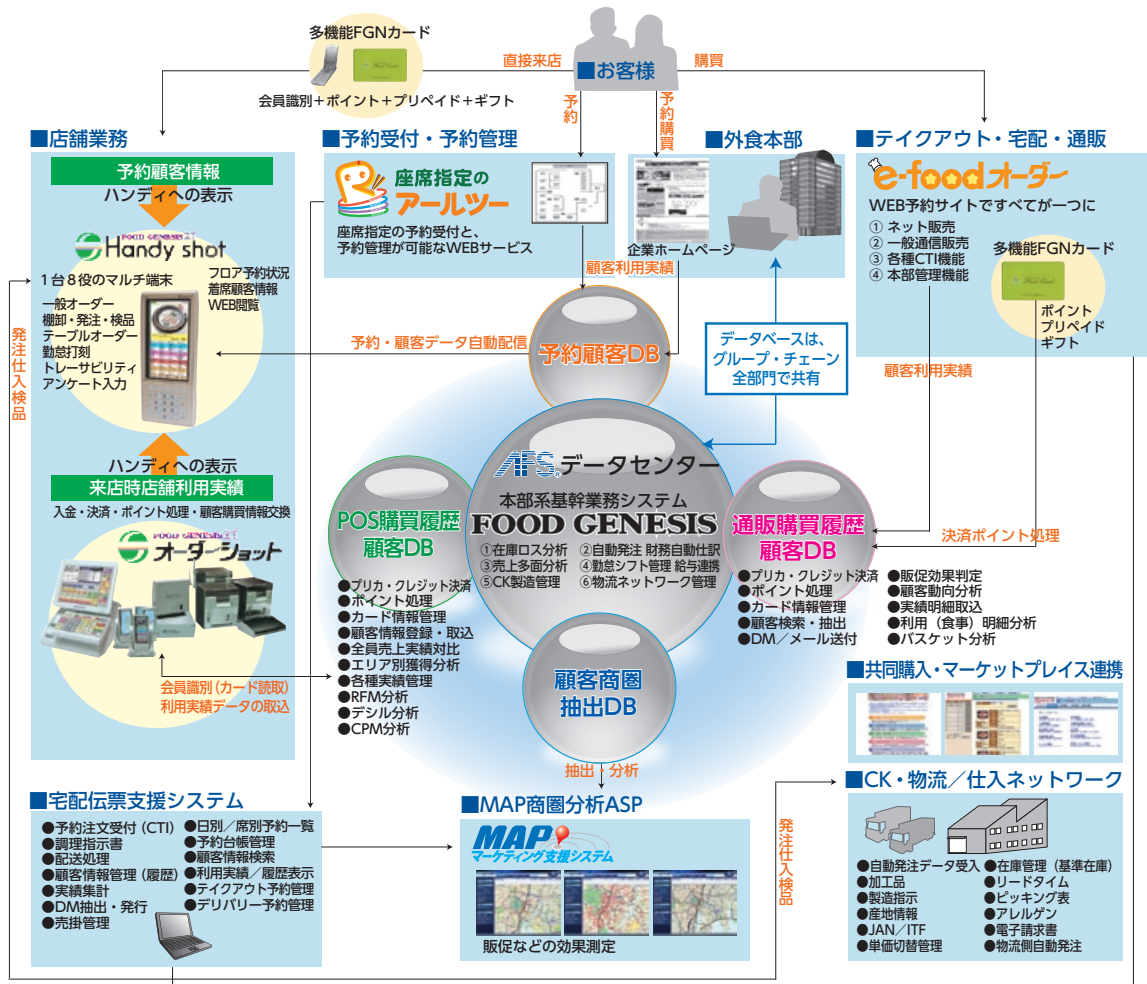 多機能FGNカード
会員識別＋ポイント＋プリペイド＋ギフト
直接来店
■お客様
購買
予約
予約購買
■店舗業務
予約顧客情報
ハンディへの表示
FOOD GENESIS
Handy shot
1台8役のマルチ端末
一般オーダー
棚卸・発注・検品
テーブルオーダー
勤怠打刻
トレーサビリティ
アンケート入力
フロア予約状況
着席顧客情報
WEB閲覧
ハンディへの表示
来店時店舗利用実績
入金・決済・ポイント処理・顧客購買情報交換
FOOD GENESIS
オーダーショット
会員識別（カード読取）
利用実績データの取込
発注仕入検品
■予約受付・予約管理
座席指定の
アールツー
座席指定の予約受付と、
予約管理が可能なWEBサービス
企業ホームページ
■外食本部
顧客利用実績
予約・顧客データ自動配信
予約顧客DB
データベースは、
グループ・チェーン
全部門で共有
■テイクアウト・宅配・通販
e-foodオーダー
WEB予約サイトですべてが一つに
① ネット販売
② 一般通信販売
③ 各種CTI機能
④ 本部管理機能
多機能FGNカード
ポイント
プリペイド
ギフト
顧客利用実績
決済ポイント処理
AFS®データセンター
本部系基幹業務システム
FOOD GENESIS
①在庫ロス分析 ②自動発注 財務自動仕訳
③売上多面分析 ④勤怠シフト管理 給与連携
⑤CK製造管理 ⑥物流ネットワーク管理
POS購買履歴
顧客DB
●プリカ・クレジット決済
●ポイント処理
●カード情報管理
●顧客情報登録・取込
●全員売上実績対比
●エリア別獲得分析
●各種実績管理
●RFM分析
●デシル分析
●CPM分析
通販購買履歴
顧客DB
●プリカ・クレジット決済
●ポイント処理
●カード情報管理
●顧客検索・抽出
●DM／メール送付
●販促効果判定
●顧客動向分析
●実績明細取込
●利用（食事）明細分析
●バスケット分析
顧客商圏
抽出DB
抽出・分析
■共同購入・マーケットプレイス連携
■宅配伝票支援システム
●予約注文受付（CTI）
●調理指示書
●配送処理
●顧客情報管理（履歴）
●実績集計
●DM抽出・発行
●売掛管理
●日別／席別予約一覧
●予約台帳管理
●顧客情報検索
●利用実績／履歴表示
●テイクアウト予約管理
●デリバリー予約管理
■MAP商圏分析ASP
MAP
マーケティング支援システム
販促などの効果測定
発注仕入検品
■CK・物流／仕入ネットワーク
●自動発注データ受入
●加工品
●製造指示
●産地情報
●JAN／ITF
●単価切替管理
●在庫管理（基準在庫）
●リードタイム
●ピッキング表
●アレルゲン
●電子請求書
●物流側自動発注